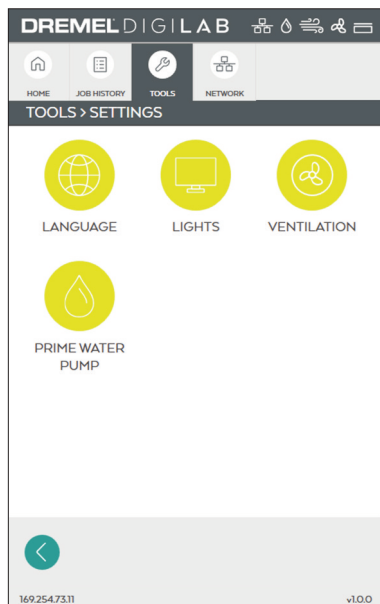 DREMEL DIGILAB
HOME
JOB HISTORY
TOOLS
NETWORK
TOOLS > SETTINGS
LANGUAGE
LIGHTS
VENTILATION
PRIME WATER
PUMP
169.254.73.11
v1.0.0